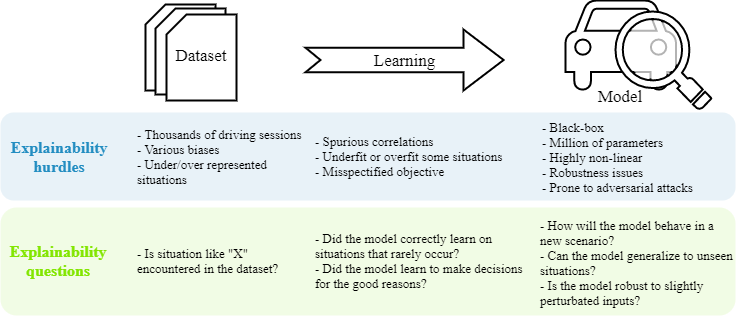 Dataset
Learning
Model
Explainability
hurdles
- Thousands of driving sessions
- Various biases
- Under/over represented
situations
- Spurious correlations
- Underfit or overfit some situations
- Misspectified objective
- Black-box
- Million of parameters
- Highly non-linear
- Robustness issues
- Prone to adversarial attacks
Explainability
questions
- Is situation like "X"
encountered in the dataset?
- Did the model correctly learn on
situations that rarely occur?
- Did the model learn to make decisions
for the good reasons?
- How will the model behave in a
new scenario?
- Can the model generalize to unseen
situations?
- Is the model robust to slightly
perturbated inputs?